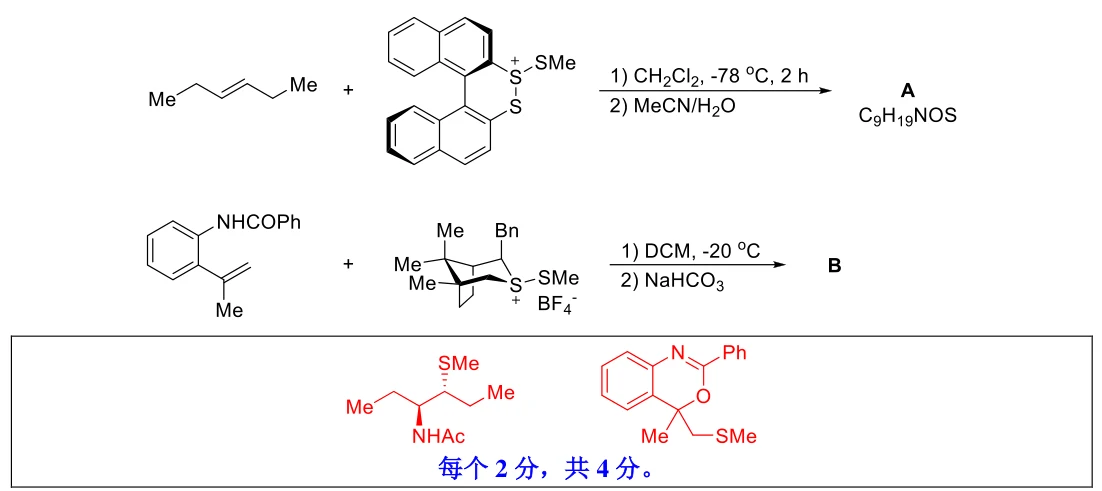 Me
Me
+
+
S
SMe
S
1) CH₂Cl₂, -78 °C, 2 h
2) MeCN/H₂O
A
C₉H₁₉NOS
NHCOPh
Me
+
Me
Me
Me
Bn
S
SMe
+
BF₄⁻
1) DCM, -20 °C
2) NaHCO₃
B
SMe
Me
Me
NHAc
N
Ph
O
Me
SMe
每个 2 分，共 4 分。